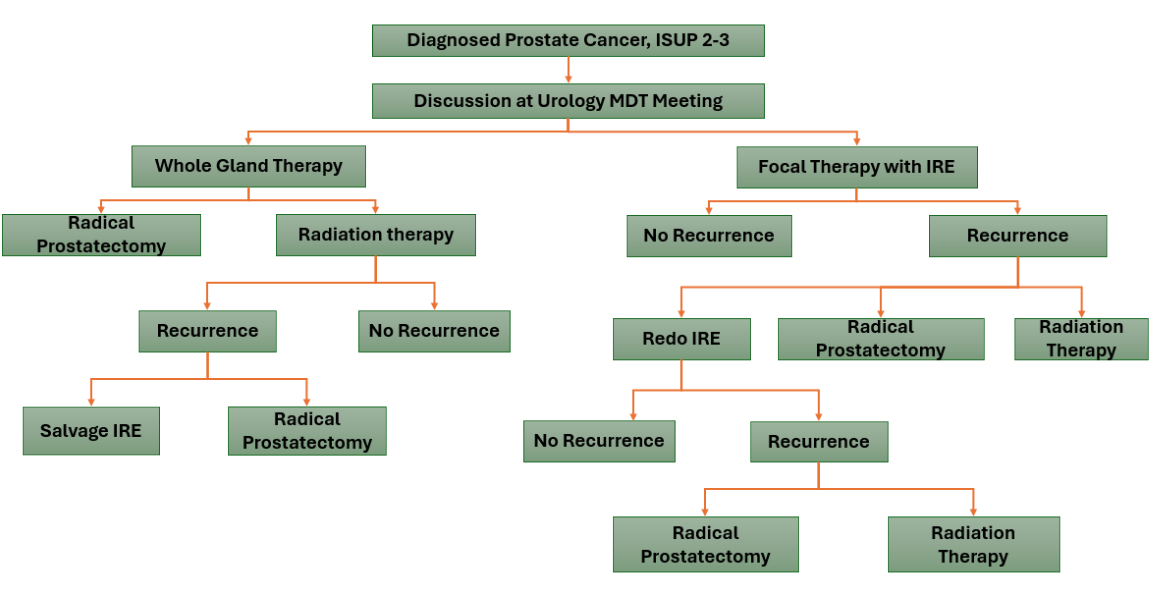 Diagnosed Prostate Cancer, ISUP 2-3
Discussion at Urology MDT Meeting
Whole Gland Therapy
Focal Therapy with IRE
Radical
Prostatectomy
Radiation therapy
No Recurrence
Recurrence
Recurrence
No Recurrence
Redo IRE
Radical
Prostatectomy
Radiation
Therapy
Salvage IRE
Radical
Prostatectomy
No Recurrence
Recurrence
Radical
Prostatectomy
Radiation
Therapy